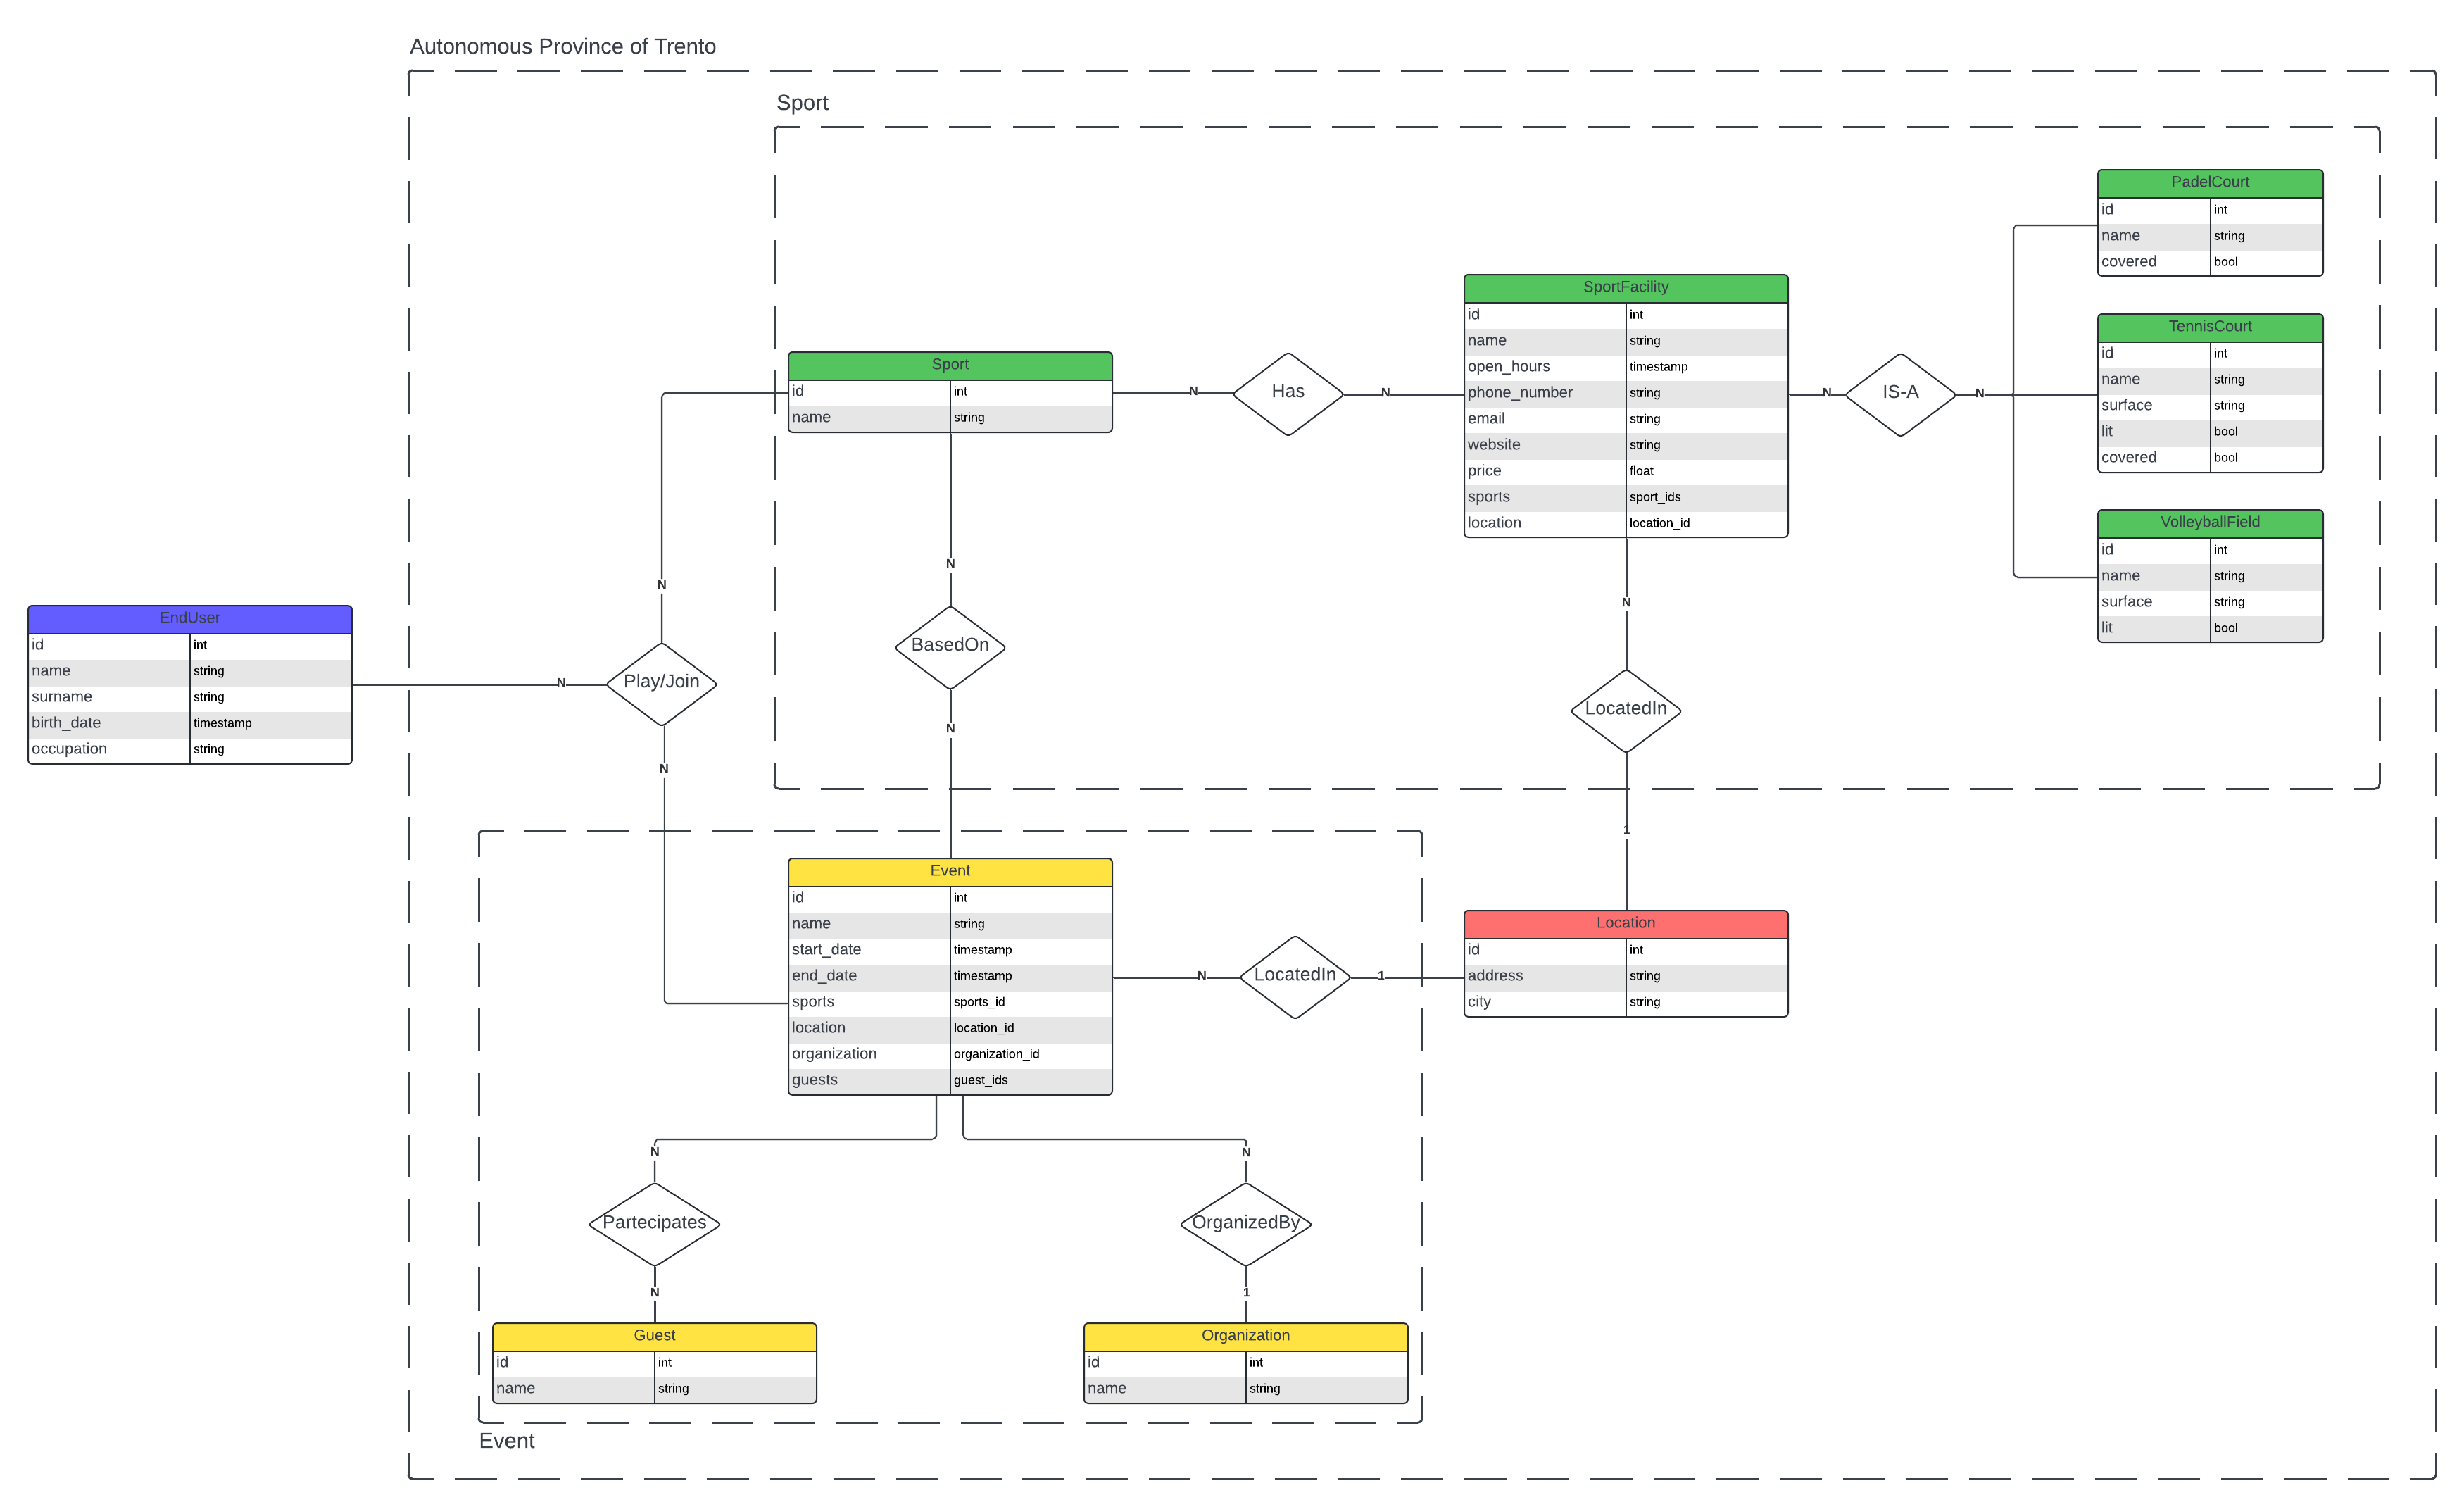 Autonomous Province of Trento
Sport
PadelCourt
id int
name string
covered bool
SportFacility
id int
name string
open_hours timestamp
phone_number string
email string
website string
price float
sports sport_ids
location location_id
TennisCourt
id int
name string
surface string
lit bool
covered bool
Sport
id int
name string
N
Has
N
N
IS-A
N
VolleyballField
id int
name string
surface string
lit bool
N
N
N
EndUser
id int
name string
surname string
birth_date timestamp
occupation string
N
Play/Join
BasedOn
LocatedIn
N
N
1
Event
id int
name string
start_date timestamp
end_date timestamp
sports sports_id
location location_id
organization organization_id
guests guest_ids
N
LocatedIn
1
Location
id int
address string
city string
N
N
Partecipates
OrganizedBy
N
1
Guest
id int
name string
Organization
id int
name string
Event